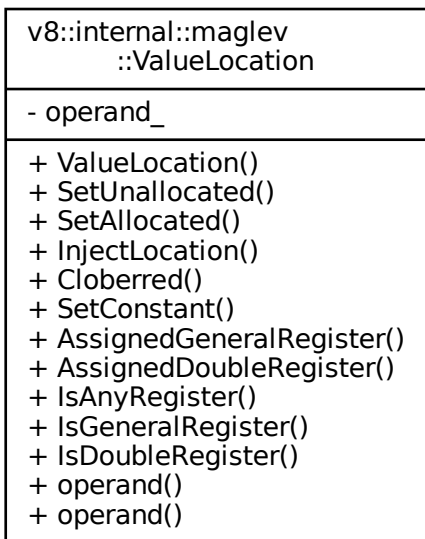 v8::internal::maglev
::ValueLocation
- operand_
+ ValueLocation()
+ SetUnallocated()
+ SetAllocated()
+ InjectLocation()
+ Cloberred()
+ SetConstant()
+ AssignedGeneralRegister()
+ AssignedDoubleRegister()
+ IsAnyRegister()
+ IsGeneralRegister()
+ IsDoubleRegister()
+ operand()
+ operand()